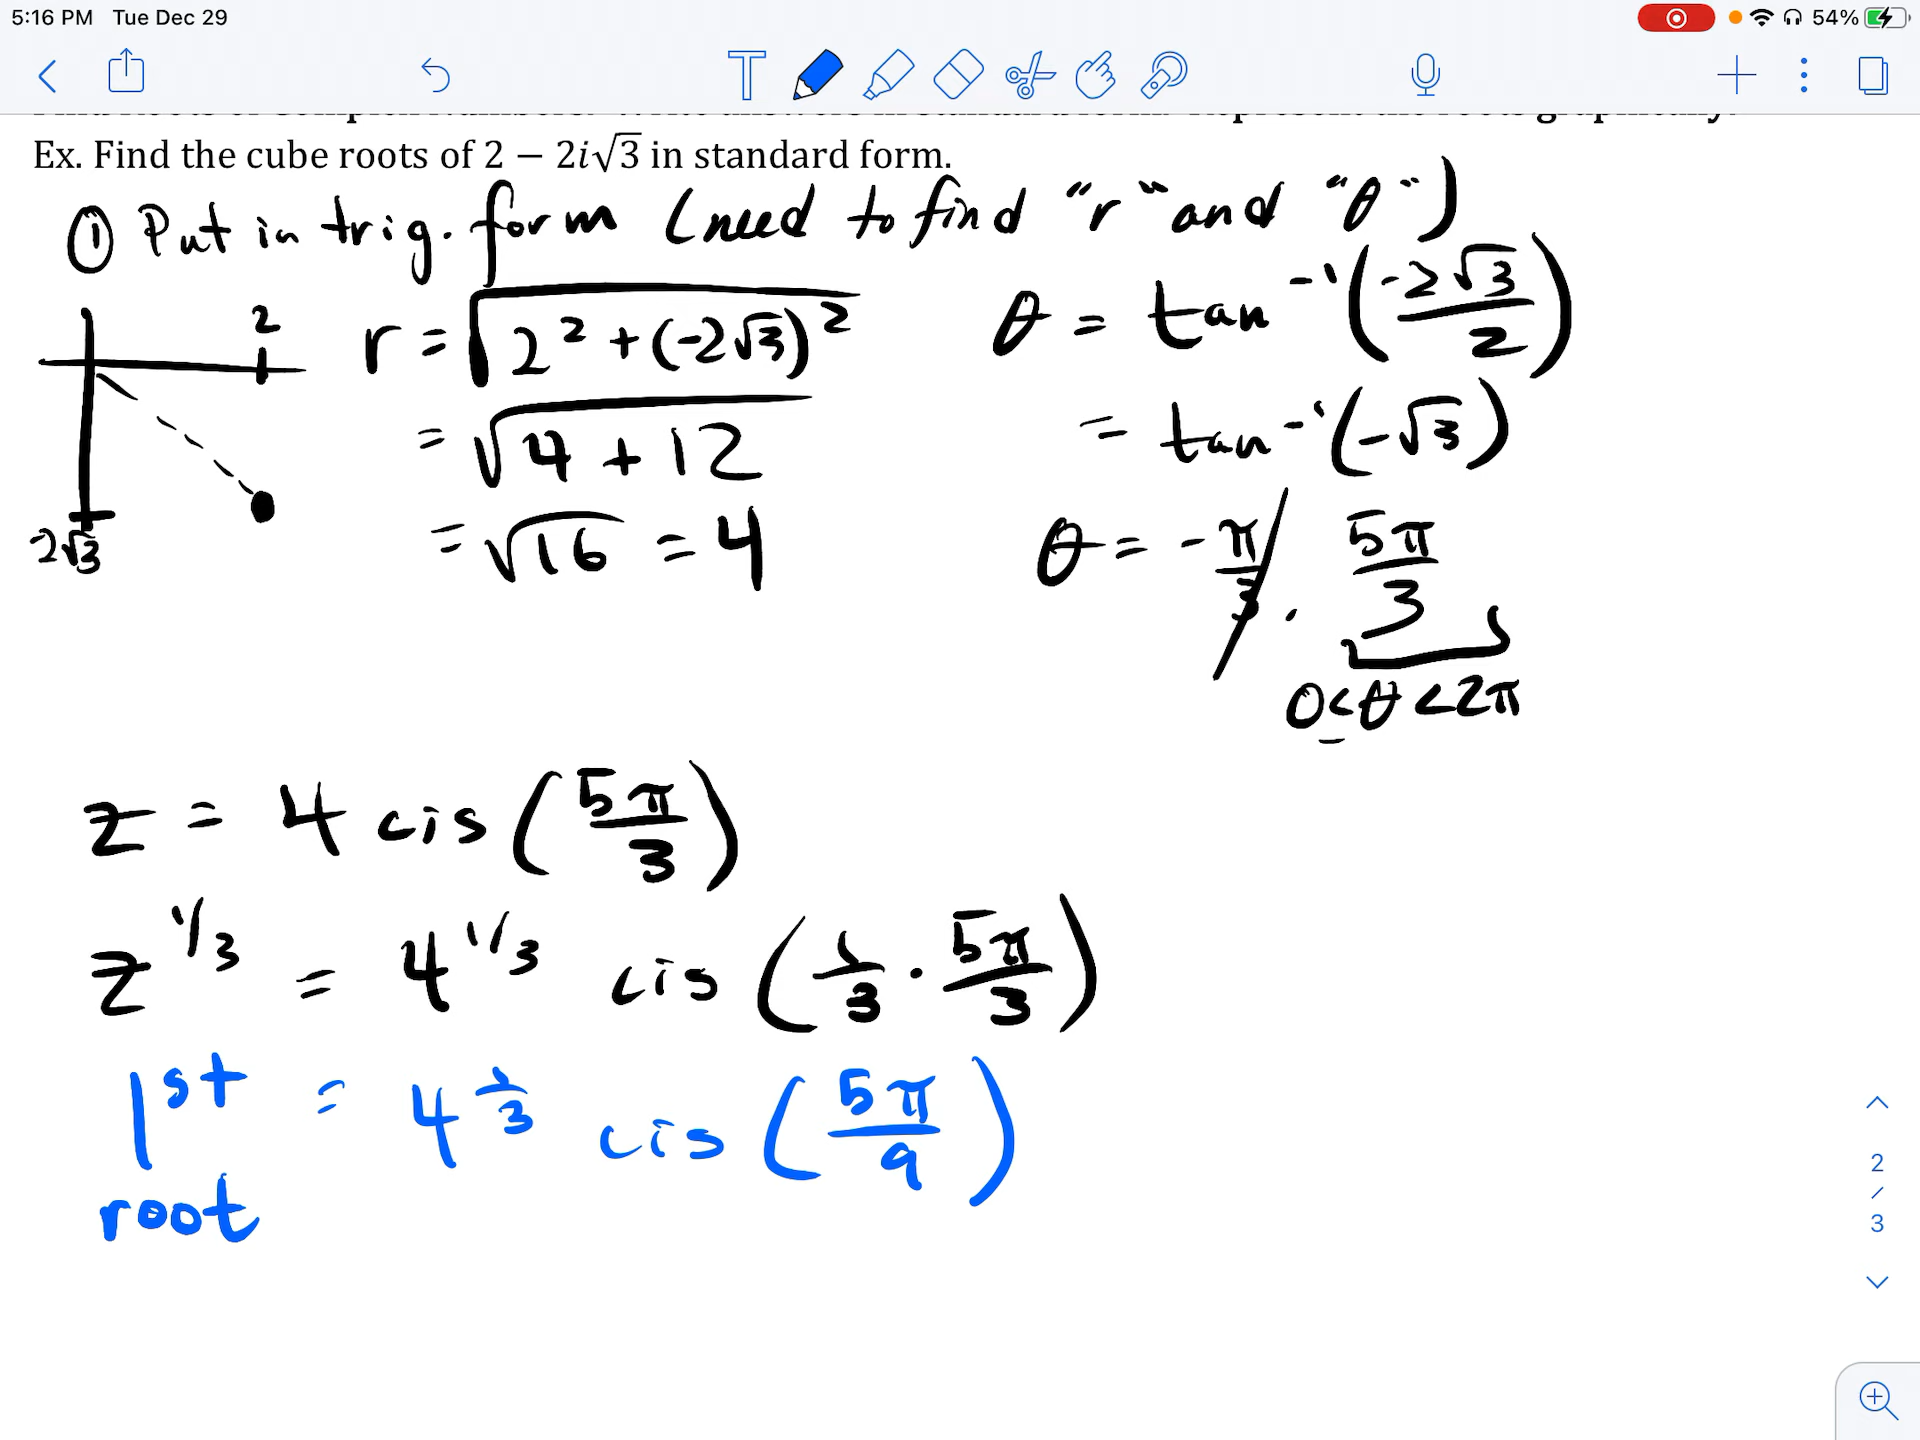 5:16 PM Tue Dec 29
54%
T
Ex. Find the cube roots of 2 − 2i√3 in standard form.
① Put in trig. form (need to find "r" and "θ")
2
-2√3
r = √(2² + (-2√3)²)
= √(4 + 12)
= √16 = 4
θ = tan⁻¹(-2√3/2)
= tan⁻¹(-√3)
θ = -π/3 . 5π/3
0 ≤ θ < 2π
z = 4 cis (5π/3)
z^1/3 = 4^1/3 cis (1/3 · 5π/3)
1st root = 4^1/3 cis (5π/9)
2
/
3